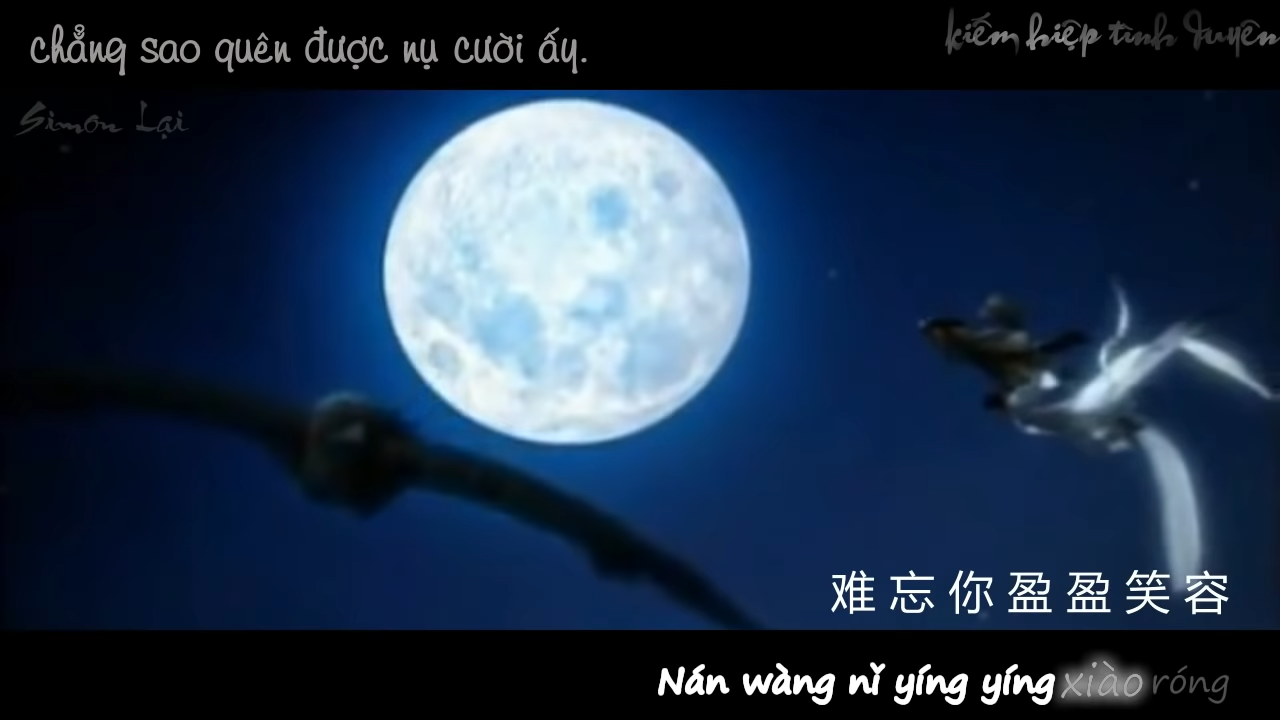 chẳng sao quên được nụ cười ấy.
kiếm hiệp tình duyên
Simon Lại
难忘你盈盈笑容
Nán wàng nǐ yíng yíng xiào róng